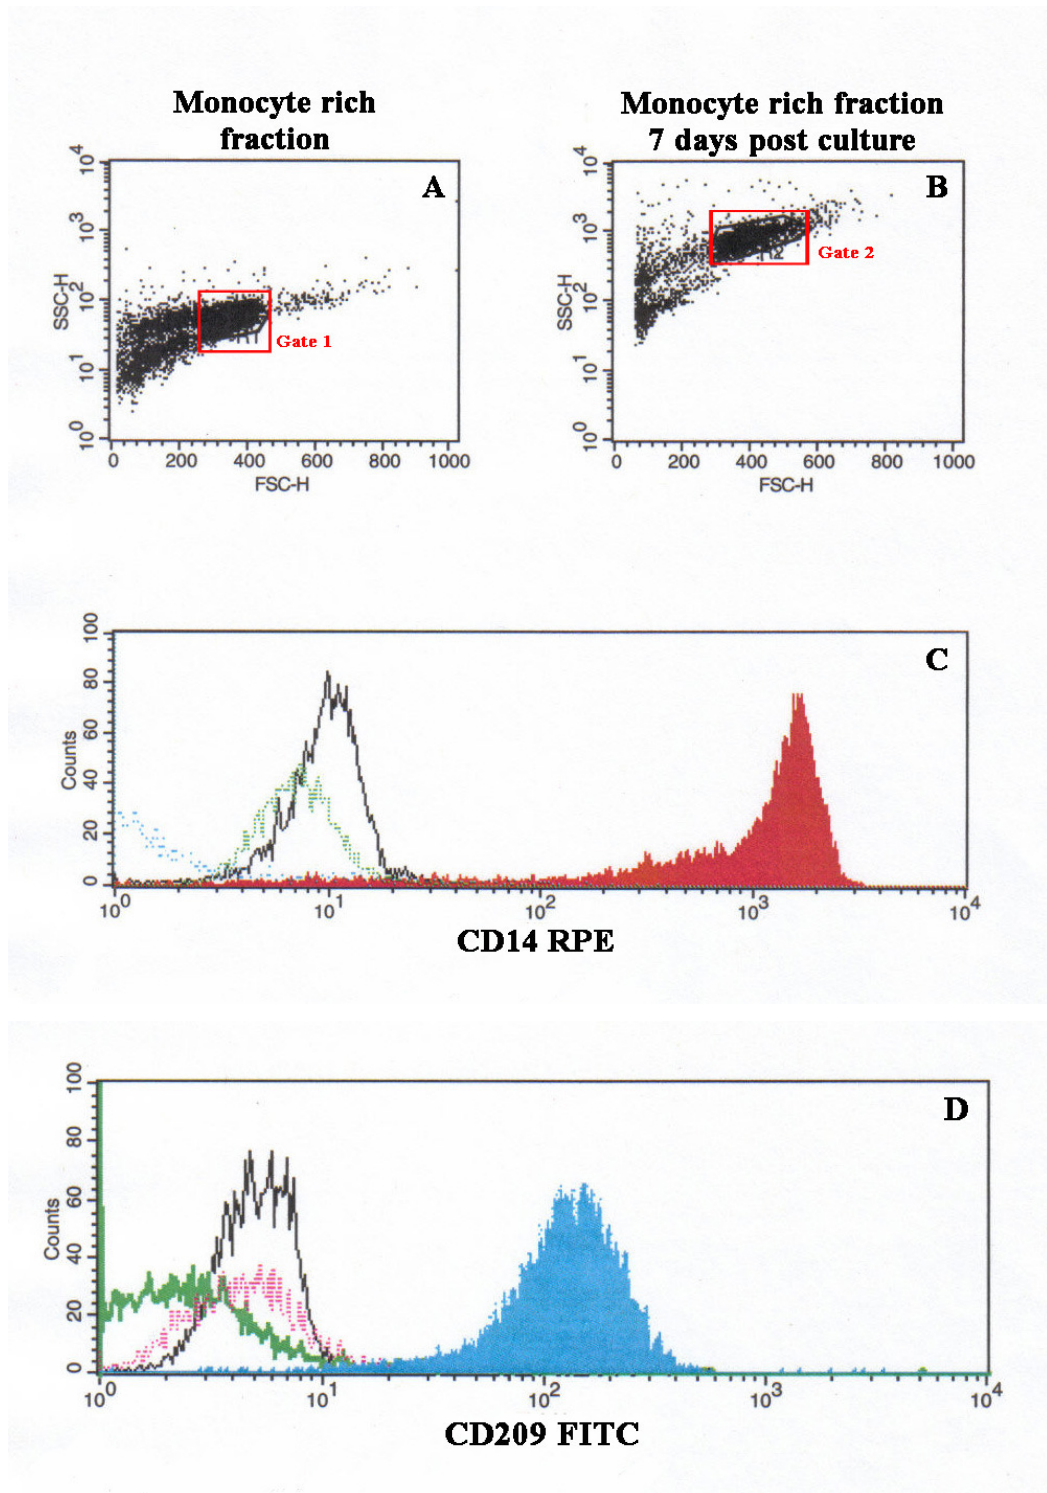 Monocyte rich
fraction
A
10^4
10^3
10^2
10^1
10^0
SSC-H
Gate 1
0 200 400 600 800 1000
FSC-H
Monocyte rich fraction
7 days post culture
B
10^4
10^3
10^2
10^1
10^0
SSC-H
Gate 2
0 200 400 600 800 1000
FSC-H
C
100
80
60
40
20
0
Counts
10^0 10^1 10^2 10^3 10^4
CD14 RPE
D
100
80
60
40
20
0
Counts
10^0 10^1 10^2 10^3 10^4
CD209 FITC